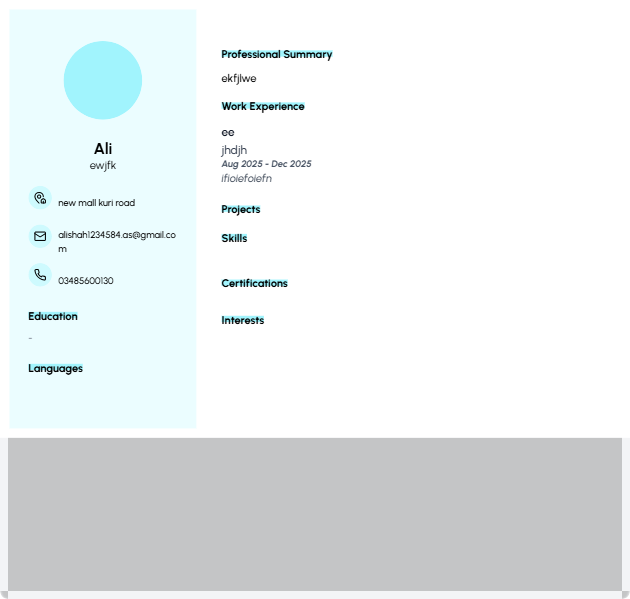 Ali
ewjfk
new mall kuri road
alishah1234584.as@gmail.co
m
03485600130
Education
-
Languages
Professional Summary
ekfjlwe
Work Experience
ee
jhdjh
Aug 2025 - Dec 2025
ifioiefoiefn
Projects
Skills
Certifications
Interests